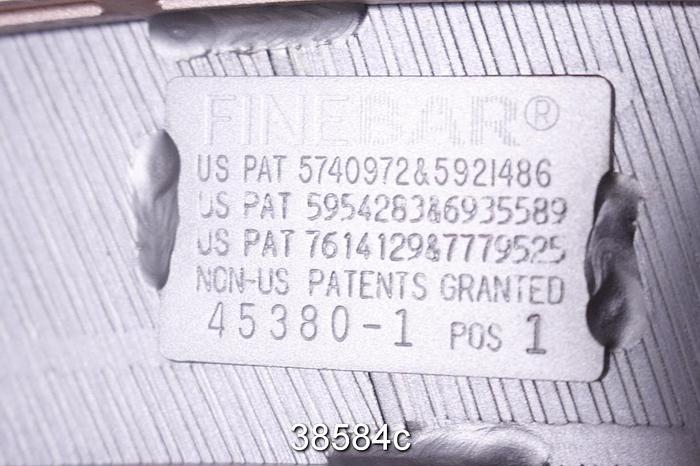 FINEBAR®
US PAT 5740972&5921486
US PAT 5954283&6935589
US PAT 7614129&7779525
NON-US PATENTS GRANTED
45380-1 POS 1
38584c